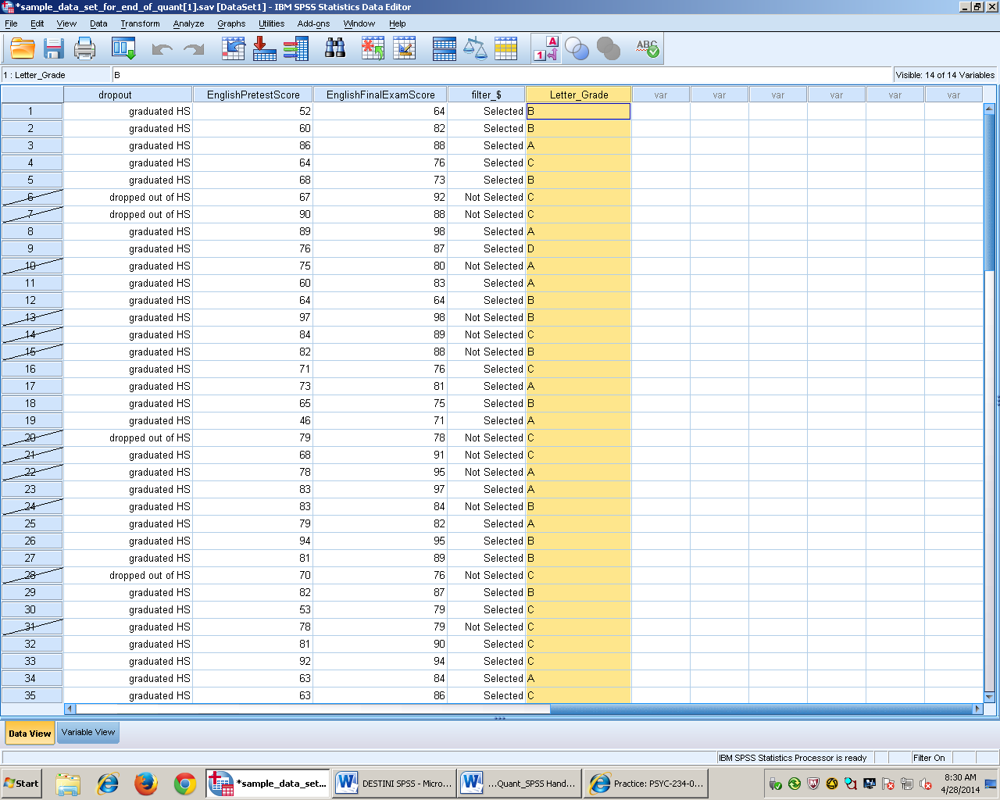 *sample_data_set_for_end_of_quant[1].sav [DataSet1] - IBM SPSS Statistics Data Editor
File Edit View Data Transform Analyze Graphs Utilities Add-ons Window Help
A 1 ABC
1 : Letter_Grade B Visible: 14 of 14 Variables
dropout EnglishPretestScore EnglishFinalExamScore filter_$ Letter_Grade var var var var var var
1 graduated HS 52 64 Selected B
2 graduated HS 60 82 Selected B
3 graduated HS 86 88 Selected A
4 graduated HS 64 76 Selected C
5 graduated HS 68 73 Selected B
6 dropped out of HS 67 92 Not Selected C
7 dropped out of HS 90 88 Not Selected C
8 graduated HS 89 98 Selected A
9 graduated HS 76 87 Selected D
10 graduated HS 75 80 Not Selected A
11 graduated HS 60 83 Selected A
12 graduated HS 64 64 Selected B
13 graduated HS 97 98 Not Selected B
14 graduated HS 84 89 Not Selected C
15 graduated HS 82 88 Not Selected B
16 graduated HS 71 76 Selected C
17 graduated HS 73 81 Selected A
18 graduated HS 65 75 Selected B
19 graduated HS 46 71 Selected A
20 dropped out of HS 79 78 Not Selected C
21 graduated HS 68 91 Not Selected C
22 graduated HS 78 95 Not Selected A
23 graduated HS 83 97 Selected A
24 graduated HS 83 84 Not Selected B
25 graduated HS 79 82 Selected A
26 graduated HS 94 95 Selected B
27 graduated HS 81 89 Selected B
28 dropped out of HS 70 76 Not Selected C
29 graduated HS 82 87 Selected B
30 graduated HS 53 79 Selected C
31 graduated HS 78 79 Not Selected C
32 graduated HS 81 90 Selected C
33 graduated HS 92 94 Selected C
34 graduated HS 63 84 Selected A
35 graduated HS 63 86 Selected C
Data View Variable View
IBM SPSS Statistics Processor is ready Filter On
Start *sample_data_set... DESTINI SPSS - Micro... ...Quant_SPSS Hand... Practice: PSYC-234-0... 8:30 AM
4/28/2014